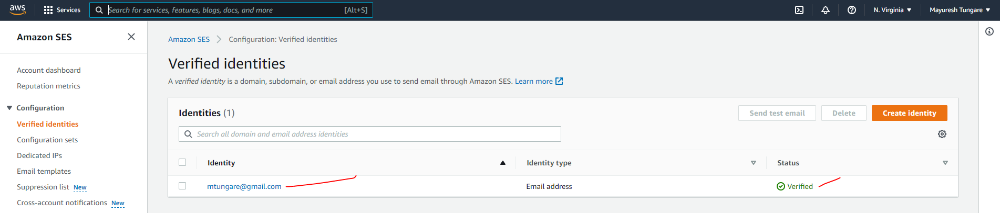 aws Services Search for services, features, blogs, docs, and more [Alt+S] N. Virginia Mayuresh Tungare
Amazon SES
Account dashboard
Reputation metrics
Configuration
Verified identities
Configuration sets
Dedicated IPs
Email templates
Suppression list New
Cross-account notifications New
Amazon SES Configuration: Verified identities
Verified identities
A verified identity is a domain, subdomain, or email address you use to send email through Amazon SES. Learn more
Identities (1) Send test email Delete Create identity
Search all domain and email address identities
Identity Identity type Status
mtungare@gmail.com Email address Verified